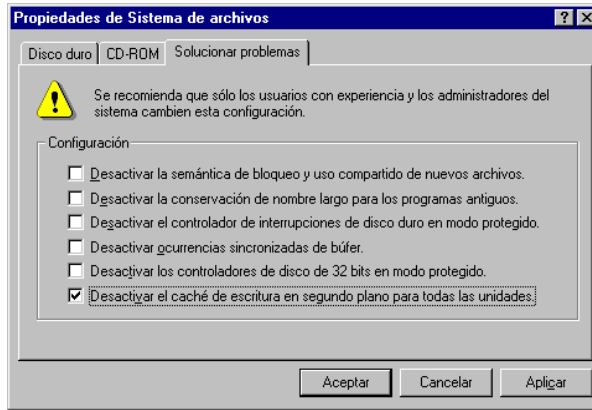 Propiedades de Sistema de archivos
Disco duro CD-ROM Solucionar problemas
Se recomienda que sólo los usuarios con experiencia y los administradores del
sistema cambien esta configuración.
Configuración
Desactivar la semántica de bloqueo y uso compartido de nuevos archivos.
Desactivar la conservación de nombre largo para los programas antiguos.
Desactivar el controlador de interrupciones de disco duro en modo protegido.
Desactivar ocurrencias sincronizadas de búfer.
Desactivar los controladores de disco de 32 bits en modo protegido.
Desactivar el caché de escritura en segundo plano para todas las unidades.
Aceptar Cancelar Aplicar